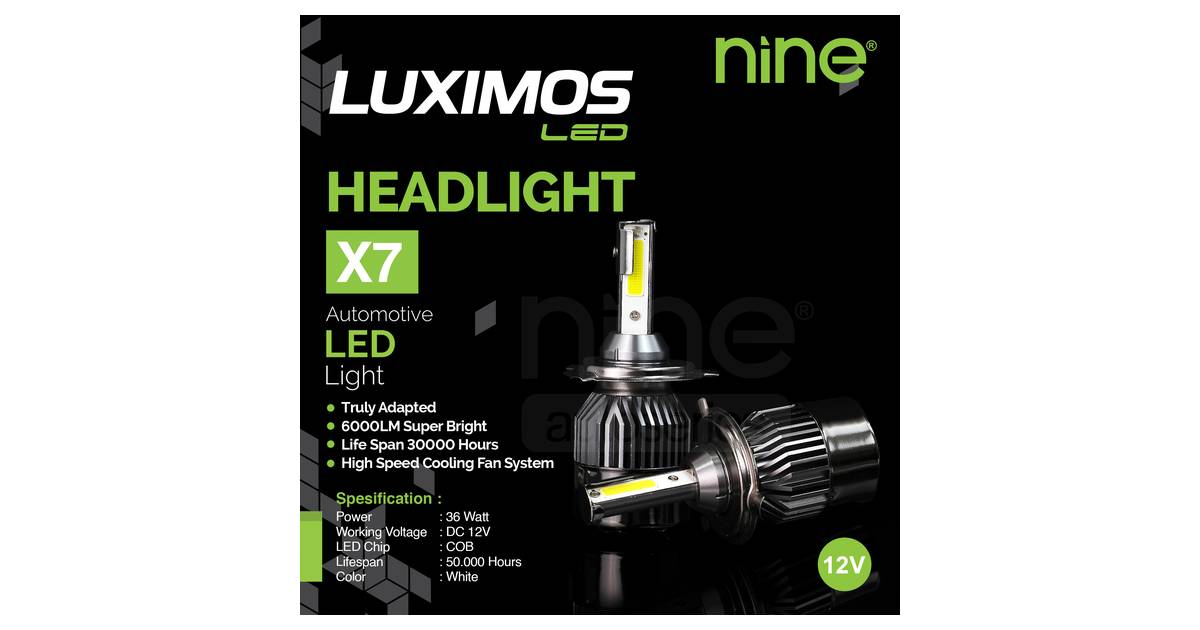 nine®
LUXIMOS
LED
HEADLIGHT
X7
Automotive
LED
Light
• Truly Adapted
• 6000LM Super Bright
• Life Span 30000 Hours
• High Speed Cooling Fan System
Spesification :
Power : 36 Watt
Working Voltage : DC 12V
LED Chip : COB
Lifespan : 50.000 Hours
Color : White
nine®
12V